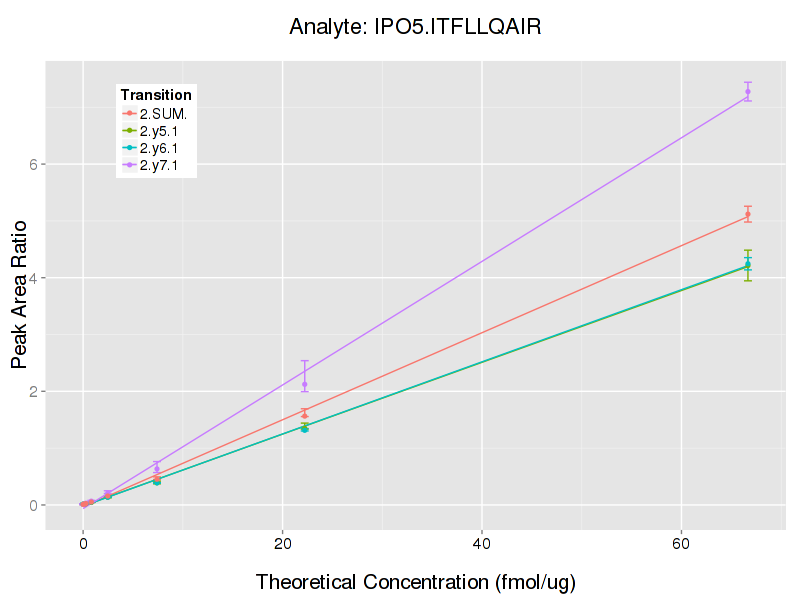 Analyte: IPO5.ITFLLQAIR
Transition
2.SUM.
2.y5.1
2.y6.1
2.y7.1
Peak Area Ratio
6
4
2
0
0 20 40 60
Theoretical Concentration (fmol/ug)